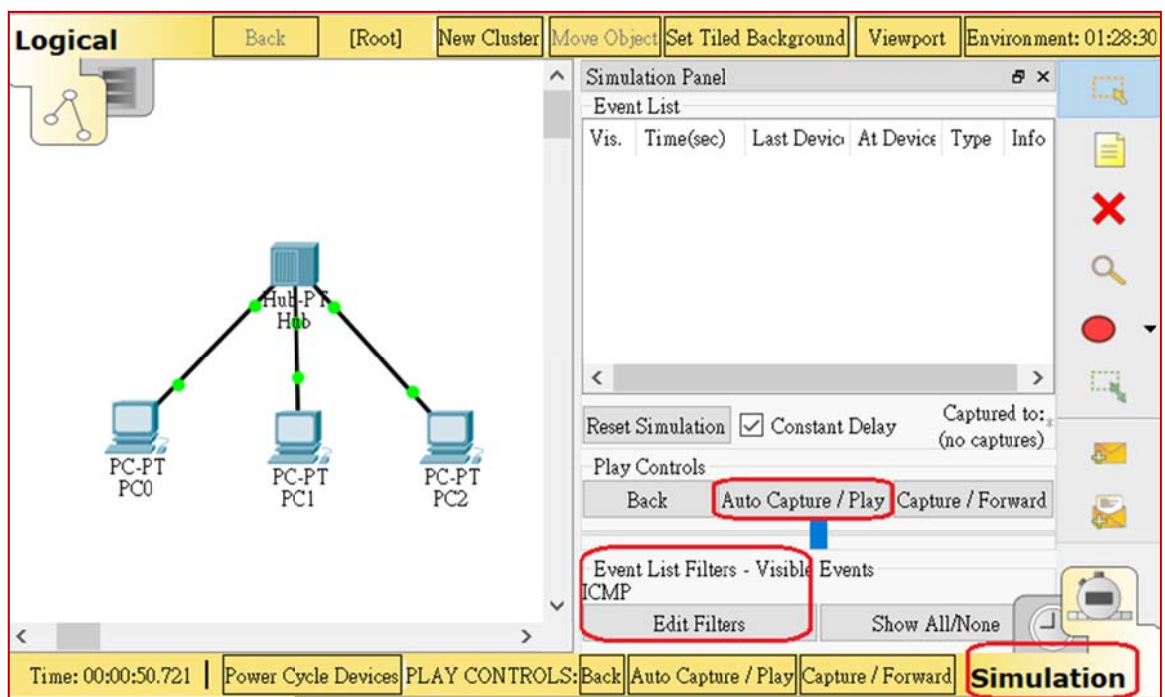 Logical Back [Root] New Cluster Move Object Set Tiled Background Viewport Environment: 01:28:30
Simulation Panel
Event List
Vis. Time(sec) Last Devic At Device Type Info
Hub-PT
Hub
PC-PT
PC0
PC-PT
PC1
PC-PT
PC2
Reset Simulation Constant Delay Captured to:*
(no captures)
Play Controls
Back Auto Capture / Play Capture / Forward
Event List Filters - Visible Events
ICMP
Edit Filters Show All/None
Time: 00:00:50.721 Power Cycle Devices PLAY CONTROLS: Back Auto Capture / Play Capture / Forward Simulation